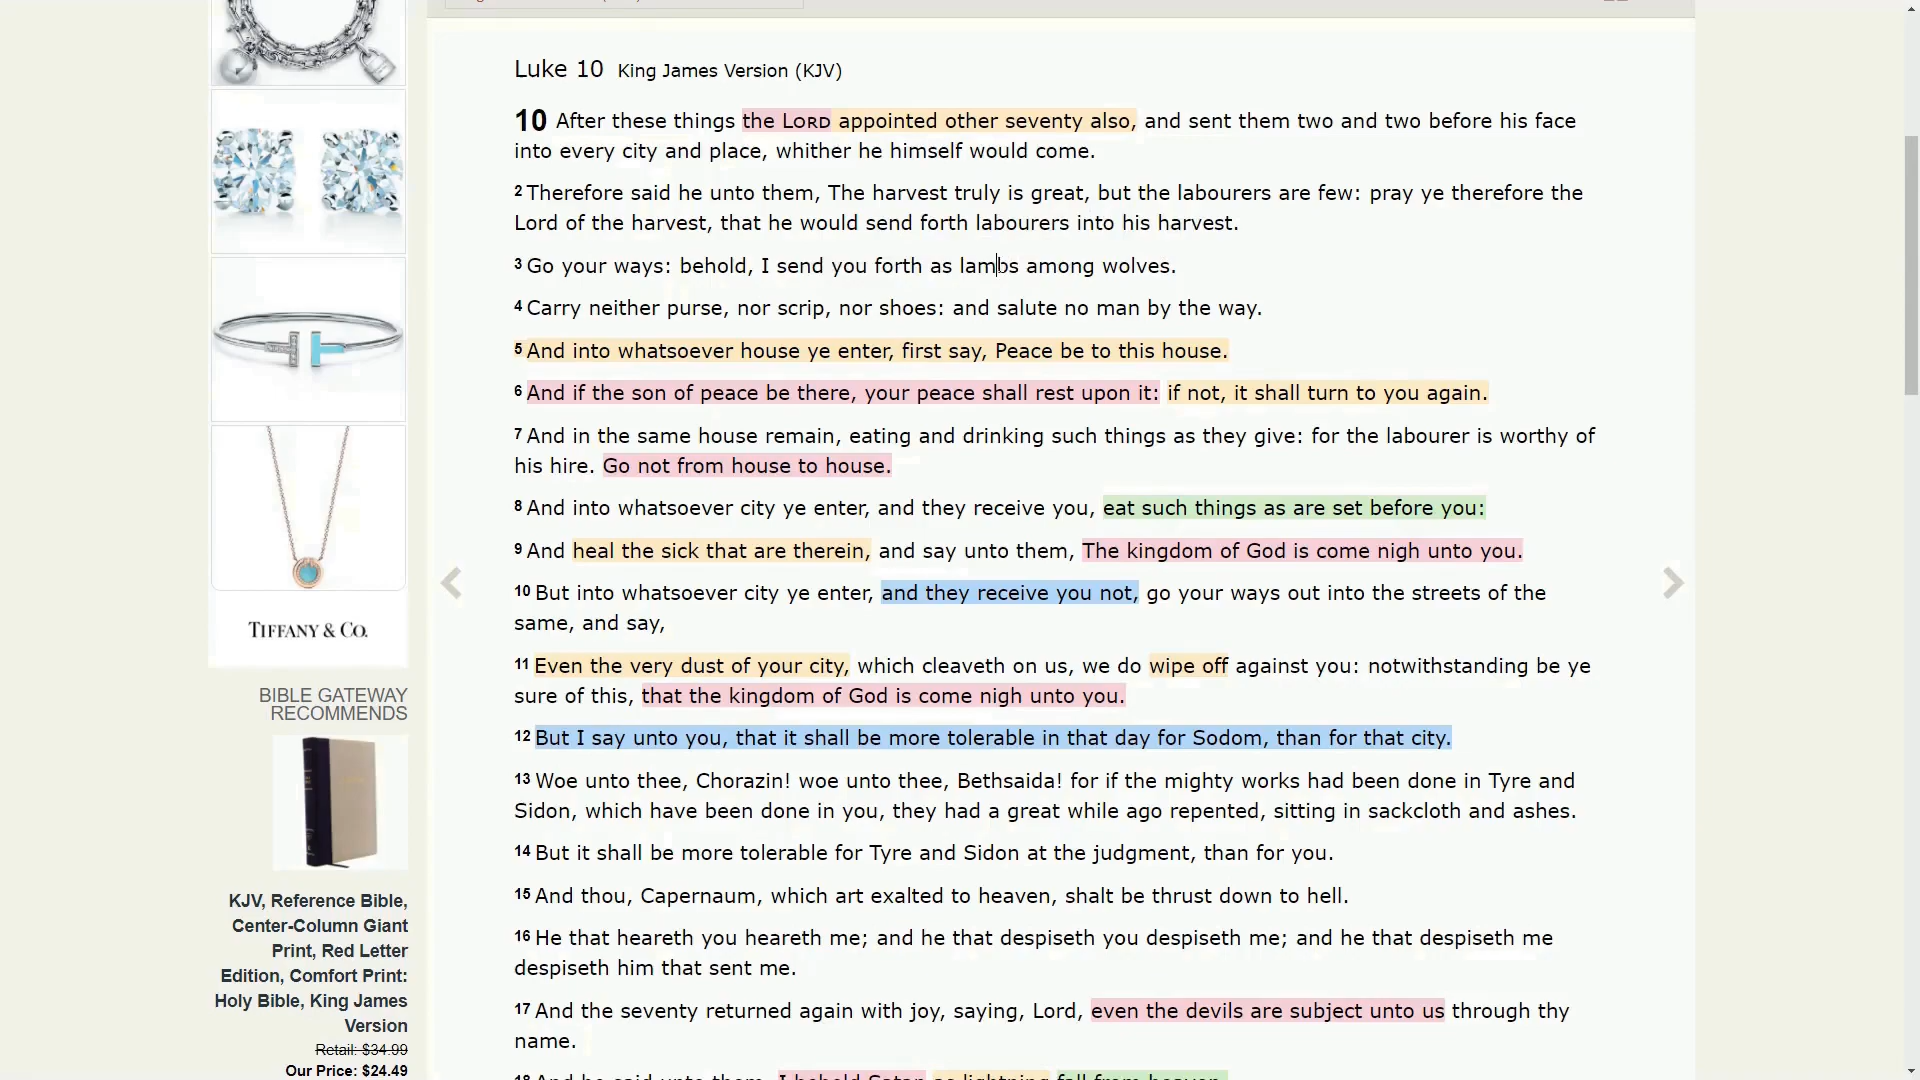 Luke 10 King James Version (KJV)
10 After these things the LORD appointed other seventy also, and sent them two and two before his face
into every city and place, whither he himself would come.
2 Therefore said he unto them, The harvest truly is great, but the labourers are few: pray ye therefore the
Lord of the harvest, that he would send forth labourers into his harvest.
3 Go your ways: behold, I send you forth as lambs among wolves.
4 Carry neither purse, nor scrip, nor shoes: and salute no man by the way.
5 And into whatsoever house ye enter, first say, Peace be to this house.
6 And if the son of peace be there, your peace shall rest upon it: if not, it shall turn to you again.
7 And in the same house remain, eating and drinking such things as they give: for the labourer is worthy of
his hire. Go not from house to house.
8 And into whatsoever city ye enter, and they receive you, eat such things as are set before you:
9 And heal the sick that are therein, and say unto them, The kingdom of God is come nigh unto you.
10 But into whatsoever city ye enter, and they receive you not, go your ways out into the streets of the
same, and say,
11 Even the very dust of your city, which cleaveth on us, we do wipe off against you: notwithstanding be ye
sure of this, that the kingdom of God is come nigh unto you.
12 But I say unto you, that it shall be more tolerable in that day for Sodom, than for that city.
13 Woe unto thee, Chorazin! woe unto thee, Bethsaida! for if the mighty works had been done in Tyre and
Sidon, which have been done in you, they had a great while ago repented, sitting in sackcloth and ashes.
14 But it shall be more tolerable for Tyre and Sidon at the judgment, than for you.
15 And thou, Capernaum, which art exalted to heaven, shalt be thrust down to hell.
16 He that heareth you heareth me; and he that despiseth you despiseth me; and he that despiseth me
despiseth him that sent me.
17 And the seventy returned again with joy, saying, Lord, even the devils are subject unto us through thy
name.
18 And he said unto them, I beheld Satan as lightning fall from heaven.
TIFFANY & CO.
BIBLE GATEWAY
RECOMMENDS
KJV, Reference Bible,
Center-Column Giant
Print, Red Letter
Edition, Comfort Print:
Holy Bible, King James
Version
Retail: $34.99
Our Price: $24.49